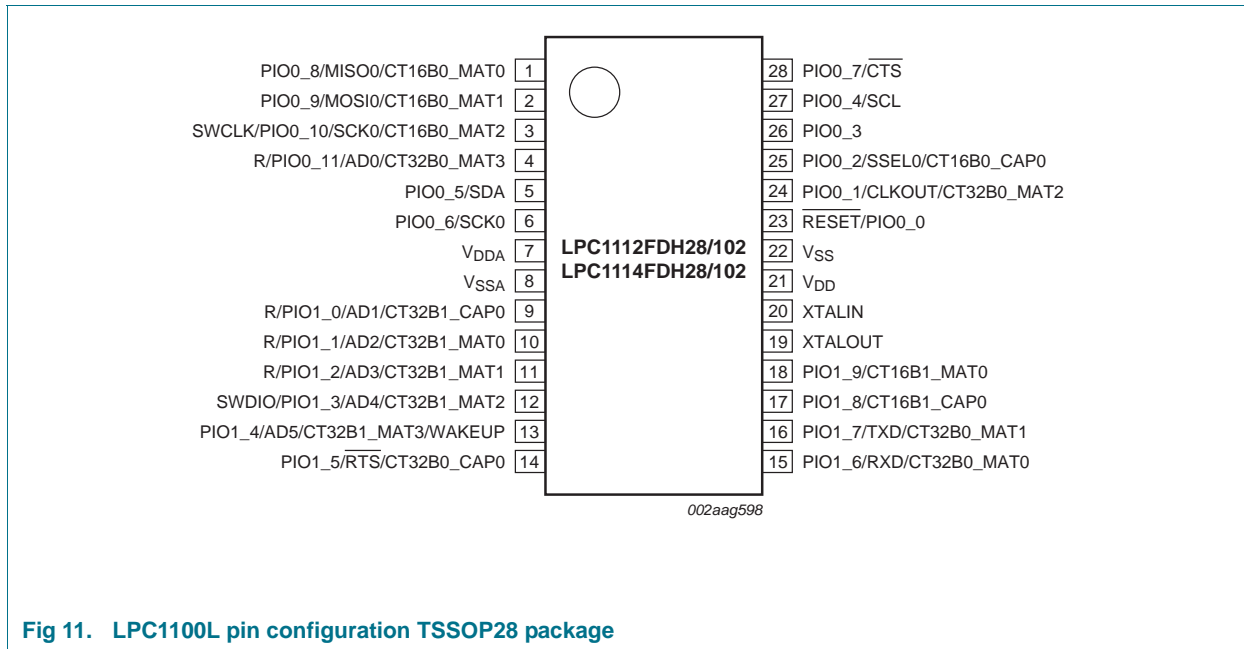 PIO0_8/MISO0/CT16B0_MAT0 1
PIO0_9/MOSI0/CT16B0_MAT1 2
SWCLK/PIO0_10/SCK0/CT16B0_MAT2 3
R/PIO0_11/AD0/CT32B0_MAT3 4
PIO0_5/SDA 5
PIO0_6/SCK0 6
VDDA 7
VSSA 8
R/PIO1_0/AD1/CT32B1_CAP0 9
R/PIO1_1/AD2/CT32B1_MAT0 10
R/PIO1_2/AD3/CT32B1_MAT1 11
SWDIO/PIO1_3/AD4/CT32B1_MAT2 12
PIO1_4/AD5/CT32B1_MAT3/WAKEUP 13
PIO1_5/RTS/CT32B0_CAP0 14
LPC1112FDH28/102
LPC1114FDH28/102
28 PIO0_7/CTS
27 PIO0_4/SCL
26 PIO0_3
25 PIO0_2/SSEL0/CT16B0_CAP0
24 PIO0_1/CLKOUT/CT32B0_MAT2
23 RESET/PIO0_0
22 VSS
21 VDD
20 XTALIN
19 XTALOUT
18 PIO1_9/CT16B1_MAT0
17 PIO1_8/CT16B1_CAP0
16 PIO1_7/TXD/CT32B0_MAT1
15 PIO1_6/RXD/CT32B0_MAT0
002aag598
Fig 11. LPC1100L pin configuration TSSOP28 package